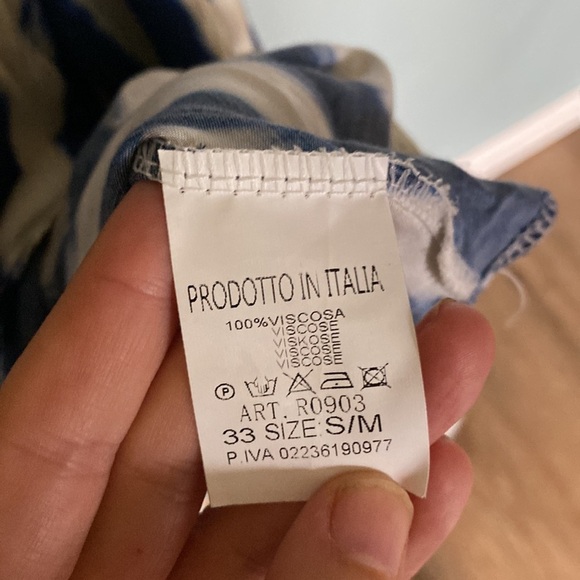 PRODOTTO IN ITALIA
100%VISCOSA
VISCOSE
VISKOSE
VISCOSE
VISCOSE
P
ART. R0903
33 SIZE:S/M
P.IVA 02236190977